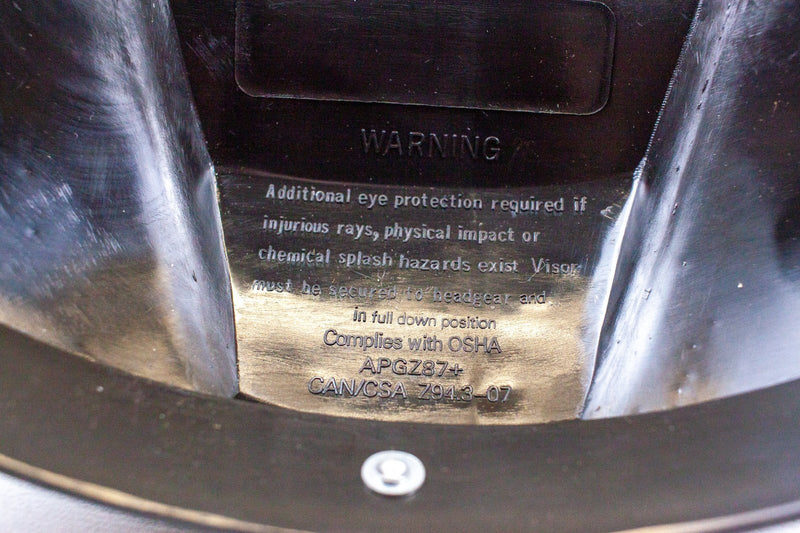 WARNING
Additional eye protection required if
injurious rays, physical impact or
chemical splash hazards exist Visor
must be secured to headgear and
in full down position
Complies with OSHA
APGZ87+
CAN/CSA Z94.3-07